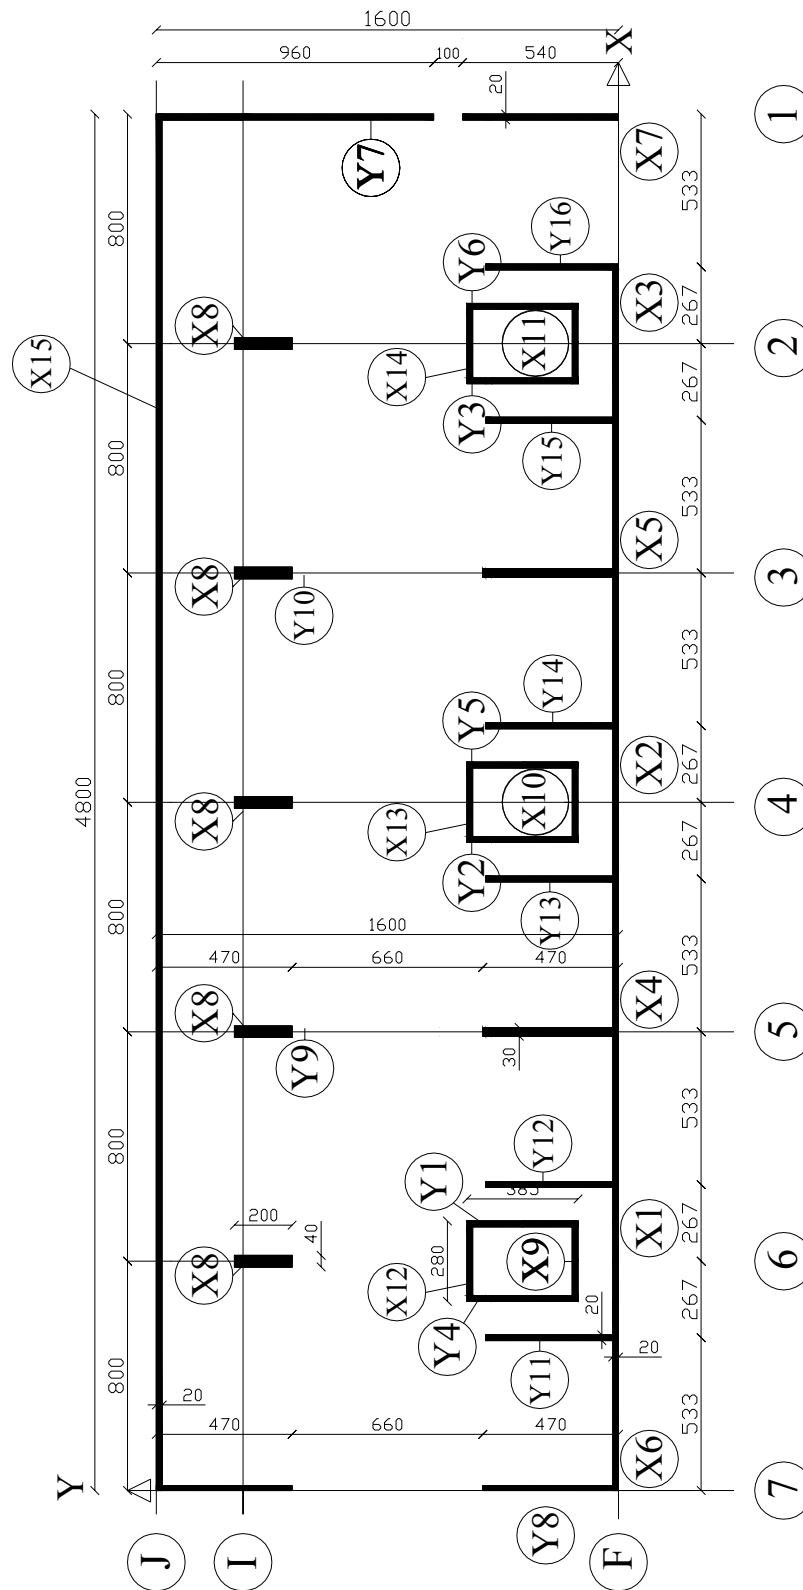 1600
960
100
540
X
20
1
Y7
X7
533
800
Y16
Y6
X3
267
X8
X11
2
X15
X14
267
Y3
Y15
800
533
X5
X8
3
Y10
533
800
Y14
Y5
X2
267
4800
X8
X10
4
X13
267
Y2
Y13
1600
800
470
660
470
533
X4
X8
5
Y9
30
533
800
Y12
Y1
385
X1
267
200
40
280
X8
X9
6
X12
267
20
Y4
20
Y11
800
20
470
660
470
533
X6
Y
7
Y8
J
I
F